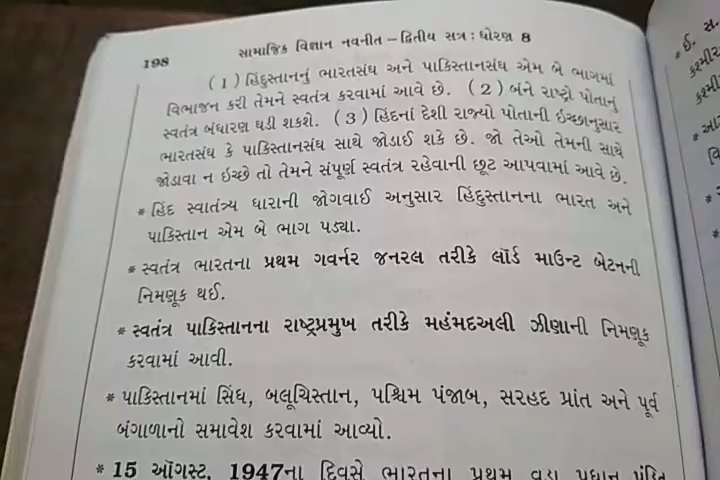 198
સામાજિક વિજ્ઞાન નવનીત – દ્વિતીય સત્ર : ધોરણ 8
(1) હિંદુસ્તાનનું ભારતસંઘ અને પાકિસ્તાનસંઘ એમ બે ભાગમાં
વિભાજન કરી તેમને સ્વતંત્ર કરવામાં આવે છે. (2) બંને રાષ્ટ્રો પોતાનું
સ્વતંત્ર બંધારણ ઘડી શકશે. (3) હિંદનાં દેશી રાજ્યો પોતાની ઈચ્છાનુસાર
ભારતસંઘ કે પાકિસ્તાનસંઘ સાથે જોડાઈ શકે છે. જો તેઓ તેમની સાથે
જોડાવા ન ઈચ્છે તો તેમને સંપૂર્ણ સ્વતંત્ર રહેવાની છૂટ આપવામાં આવે છે.
* હિંદ સ્વાતંત્ર્ય ધારાની જોગવાઈ અનુસાર હિંદુસ્તાનના ભારત અને
પાકિસ્તાન એમ બે ભાગ પડ્યા.
* સ્વતંત્ર ભારતના પ્રથમ ગવર્નર જનરલ તરીકે લૉર્ડ માઉન્ટ બેટનની
નિમણૂક થઈ.
* સ્વતંત્ર પાકિસ્તાનના રાષ્ટ્રપ્રમુખ તરીકે મહંમદઅલી ઝીણાની નિમણૂક
કરવામાં આવી.
* પાકિસ્તાનમાં સિંધ, બલૂચિસ્તાન, પશ્ચિમ પંજાબ, સરહદ પ્રાંત અને પૂર્વ
બંગાળાનો સમાવેશ કરવામાં આવ્યો.
* 15 ઑગસ્ટ, 1947ના દિવસે ભારતના પ્રથમ વડા પ્રધાન પંડિત